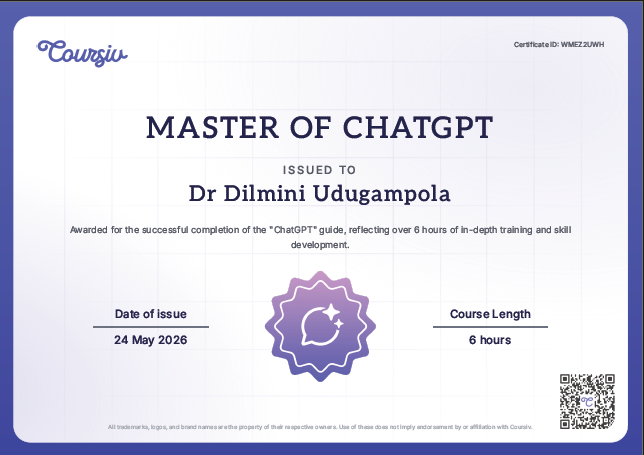 Coursiv
Certificate ID: WMEZ2UWH
MASTER OF CHATGPT
ISSUED TO
Dr Dilmini Udugampola
Awarded for the successful completion of the "ChatGPT" guide, reflecting over 6 hours of in-depth training and skill
development.
Date of issue
24 May 2026
Course Length
6 hours
All trademarks, logos, and brand names are the property of their respective owners. Use of these does not imply endorsement by or affiliation with Coursiv.